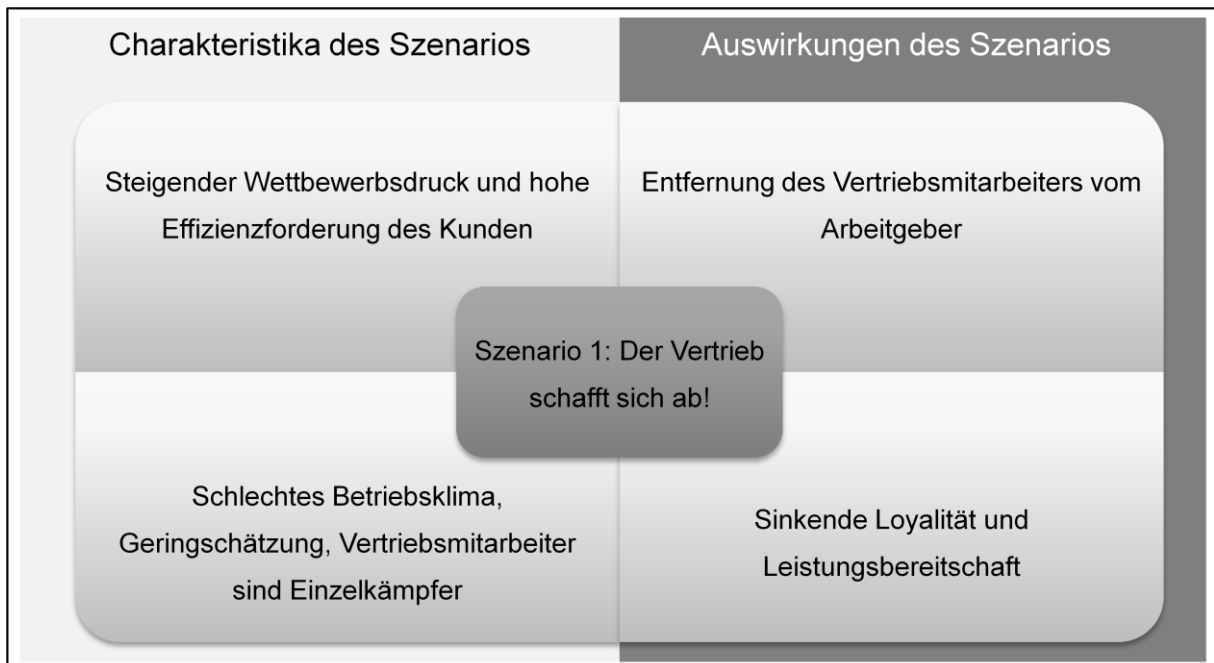 Charakteristika des Szenarios
Auswirkungen des Szenarios
Steigender Wettbewerbsdruck und hohe
Effizienzforderung des Kunden
Entfernung des Vertriebsmitarbeiters vom
Arbeitgeber
Szenario 1: Der Vertrieb
schafft sich ab!
Schlechtes Betriebsklima,
Geringschätzung, Vertriebsmitarbeiter
sind Einzelkämpfer
Sinkende Loyalität und
Leistungsbereitschaft